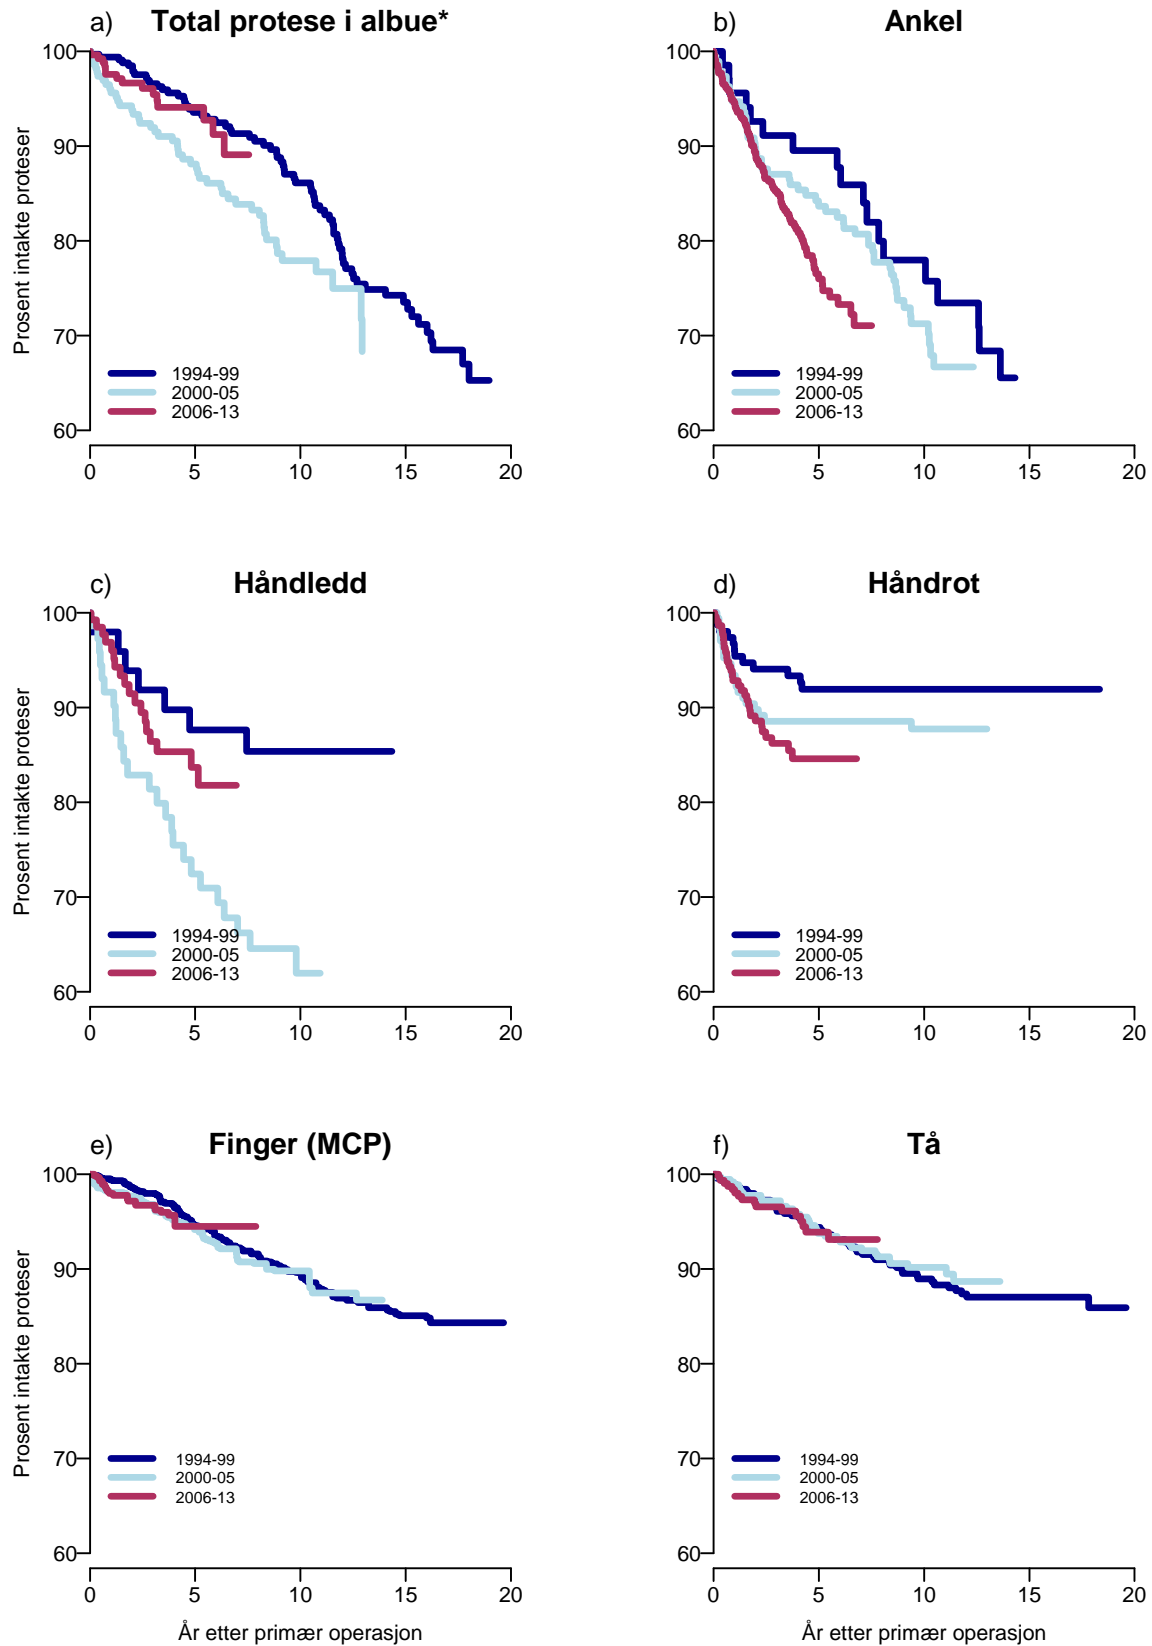 a) Total protese i albue*
Prosent intakte proteser
100
90
80
70
60
1994-99
2000-05
2006-13
0 5 10 15 20
b) Ankel
100
90
80
70
60
1994-99
2000-05
2006-13
0 5 10 15 20
c) Håndledd
Prosent intakte proteser
100
90
80
70
60
1994-99
2000-05
2006-13
0 5 10 15 20
d) Håndrot
100
90
80
70
60
1994-99
2000-05
2006-13
0 5 10 15 20
e) Finger (MCP)
Prosent intakte proteser
100
90
80
70
60
1994-99
2000-05
2006-13
0 5 10 15 20
År etter primær operasjon
f) Tå
100
90
80
70
60
1994-99
2000-05
2006-13
0 5 10 15 20
År etter primær operasjon